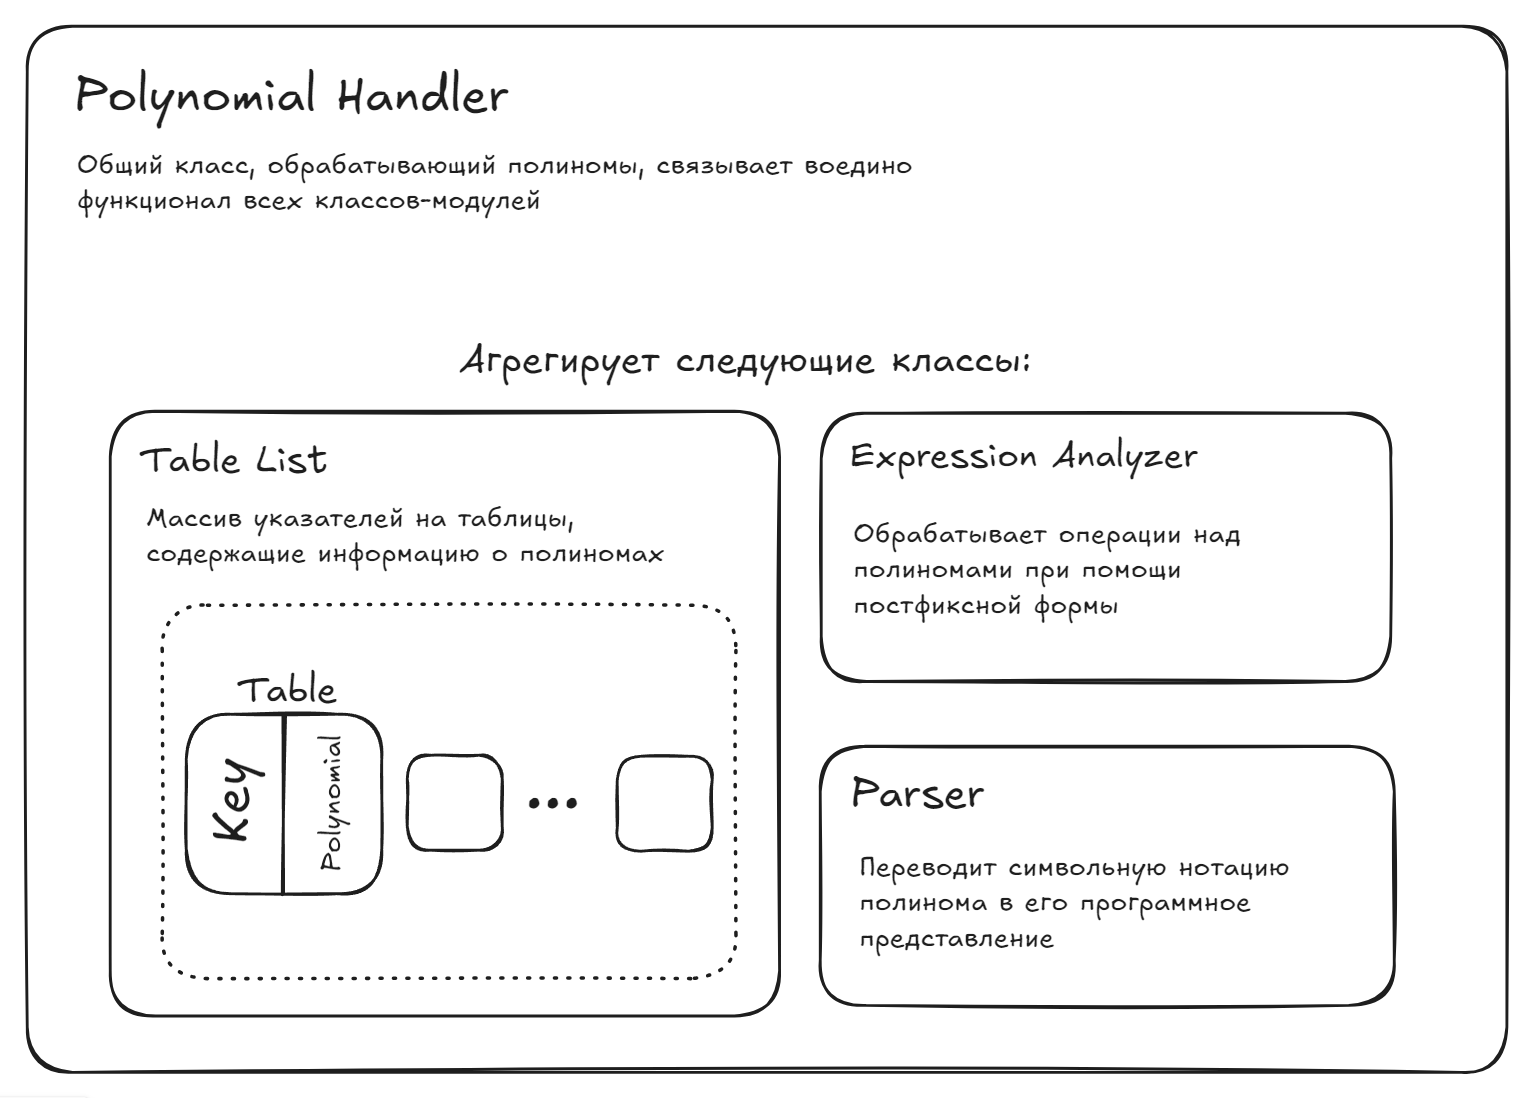 Polynomial Handler
Общий класс, обрабатывающий полиномы, связывает воедино
функционал всех классов-модулей
Агрегирует следующие классы:
Table List
Массив указателей на таблицы,
содержащие информацию о полиномах
Table
Key
Polynomial
Expression Analyzer
Обрабатывает операции над
полиномами при помощи
постфиксной формы
Parser
Переводит символьную нотацию
полинома в его программное
представление